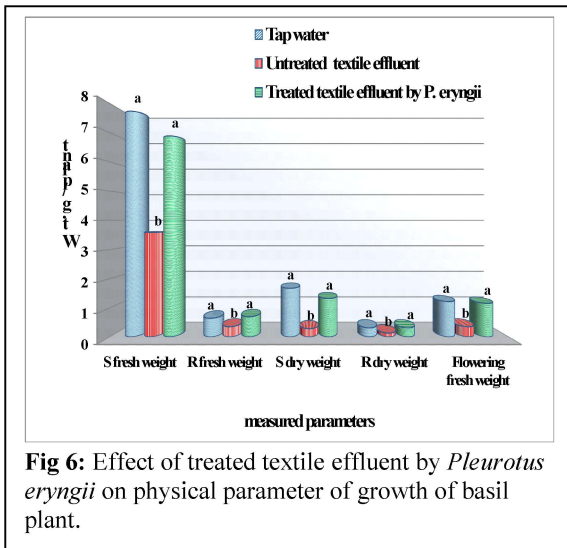 Tap water
Untreated textile effluent
Treated textile effluent by P. eryngii
Wt.g/plant
8
7
6
5
4
3
2
1
0
a
b
a
a
b
a
a
b
a
a
b
a
a
b
a
S fresh weight R fresh weight S dry weight R dry weight Flowering
fresh weight
measured parameters
Fig 6: Effect of treated textile effluent by Pleurotus
eryngii on physical parameter of growth of basil
plant.